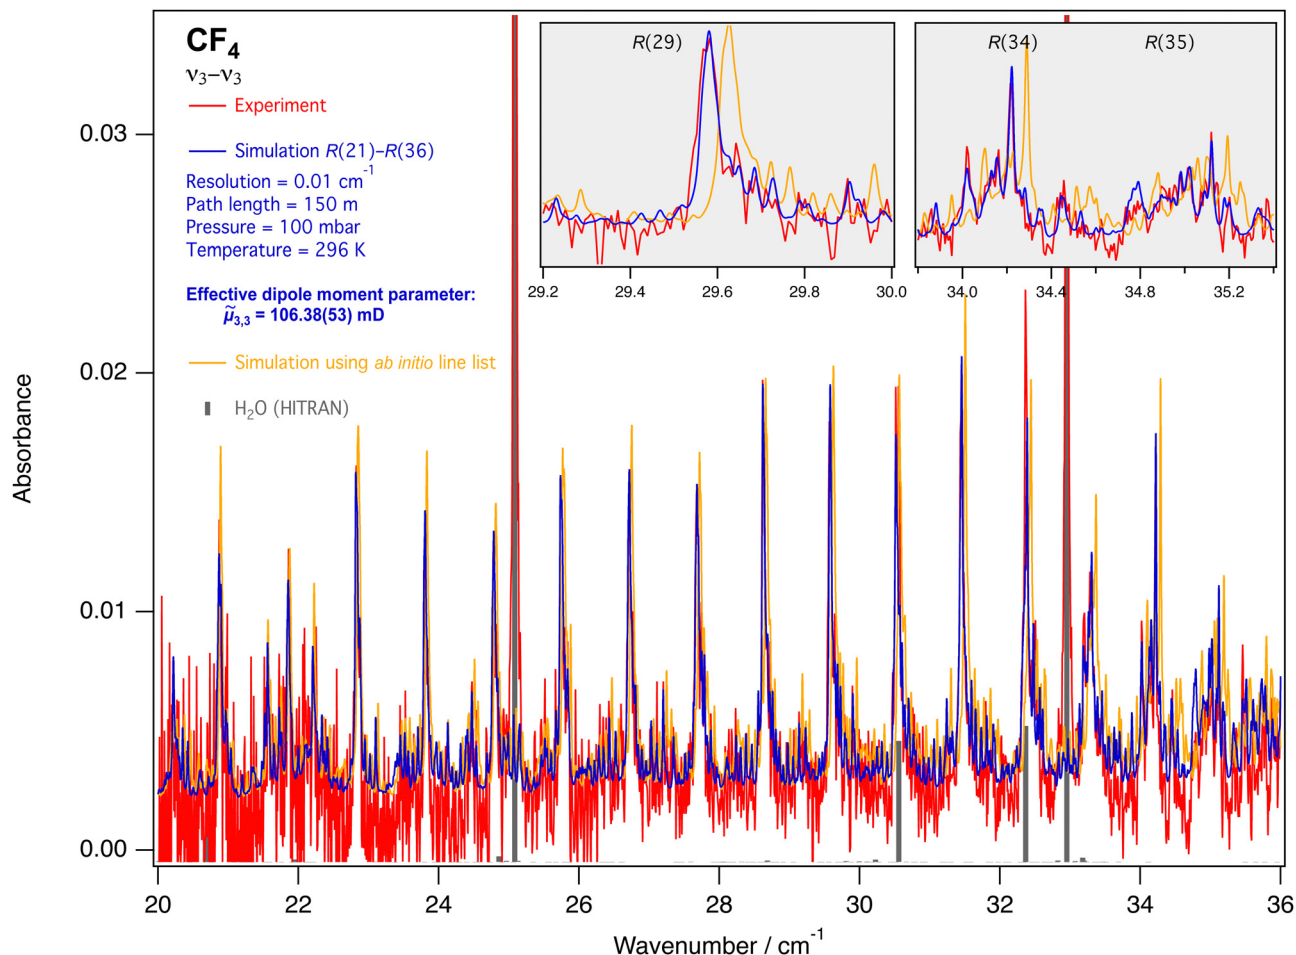 CF4
ν3–ν3
Experiment
Simulation R(21)–R(36)
Resolution = 0.01 cm-1
Path length = 150 m
Pressure = 100 mbar
Temperature = 296 K
Effective dipole moment parameter:
μ̃3,3 = 106.38(53) mD
Simulation using ab initio line list
H2O (HITRAN)
R(29)
29.2 29.4 29.6 29.8 30.0
R(34) R(35)
34.0 34.4 34.8 35.2
0.03
0.02
0.01
0.00
Absorbance
20 22 24 26 28 30 32 34 36
Wavenumber / cm-1